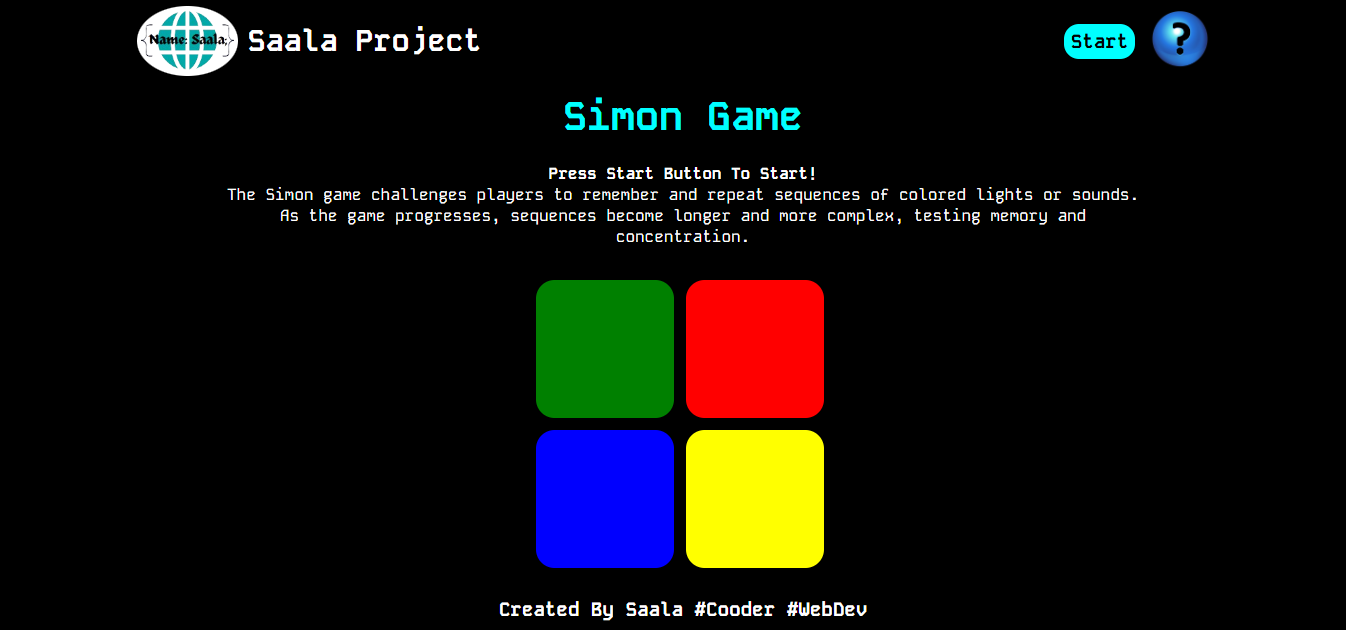 {Name: Saala;}
Saala Project
Start
?
Simon Game
Press Start Button To Start!
The Simon game challenges players to remember and repeat sequences of colored lights or sounds.
As the game progresses, sequences become longer and more complex, testing memory and
concentration.
Created By Saala #Cooder #WebDev